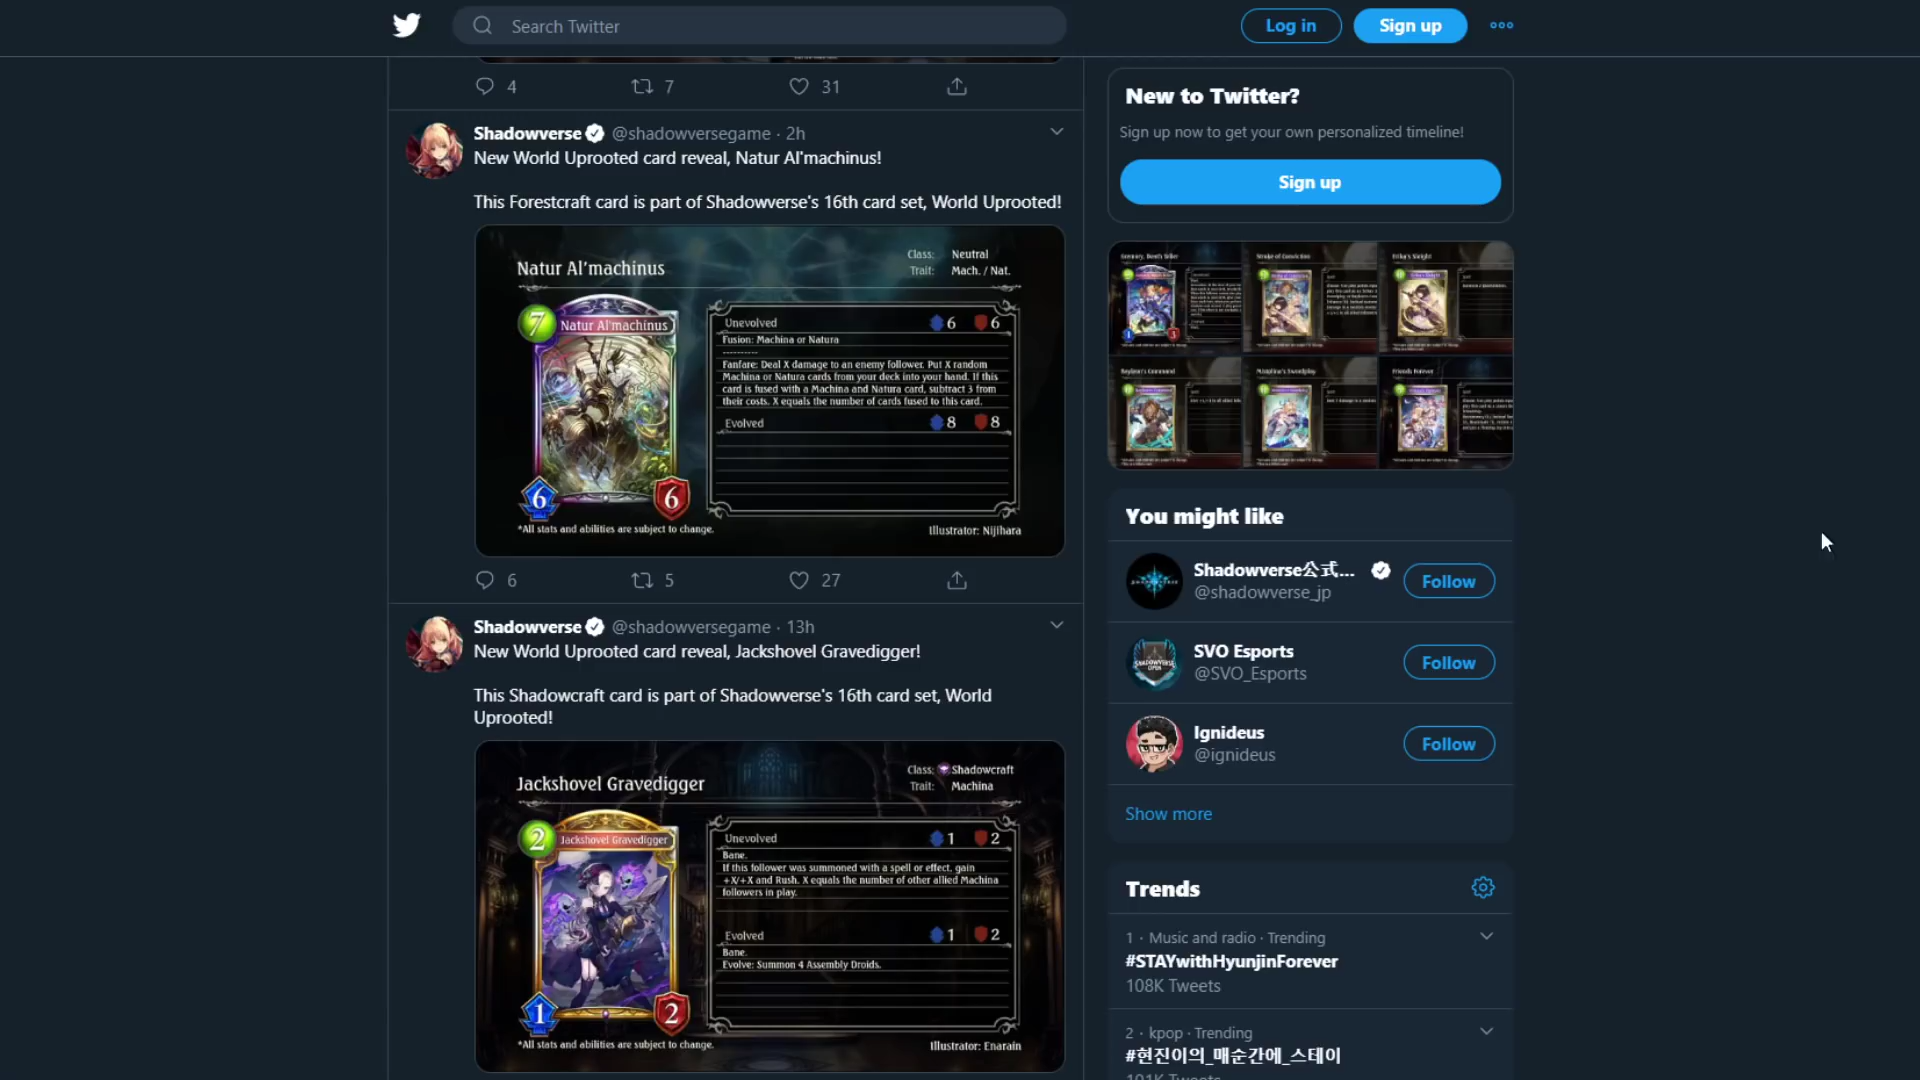 Search Twitter
Log in
Sign up
4
7
31
Shadowverse @shadowversegame · 2h
New World Uprooted card reveal, Natur Al'machinus!
This Forestcraft card is part of Shadowverse's 16th card set, World Uprooted!
Natur Al'machinus
Class: Neutral
Trait: Mach. / Nat.
7
Natur Al'machinus
6
6
Unevolved 6 6
Fusion: Machina or Natura
----------
Fanfare: Deal X damage to an enemy follower. Put X random
Machina or Natura cards from your deck into your hand. If this
card is fused with a Machina and Natura card, subtract 3 from
their costs. X equals the number of cards fused to this card.
Evolved 8 8
*All stats and abilities are subject to change.
Illustrator: Nijihara
6
5
27
Shadowverse @shadowversegame · 13h
New World Uprooted card reveal, Jackshovel Gravedigger!
This Shadowcraft card is part of Shadowverse's 16th card set, World
Uprooted!
Jackshovel Gravedigger
Class: Shadowcraft
Trait: Machina
2
Jackshovel Gravedigger
1
2
Unevolved 1 2
Bane.
If this follower was summoned with a spell or effect, gain
+X/+X and Rush. X equals the number of other allied Machina
followers in play.
Evolved 1 2
Bane.
Evolve: Summon 4 Assembly Droids.
*All stats and abilities are subject to change.
Illustrator: Enarain
New to Twitter?
Sign up now to get your own personalized timeline!
Sign up
Stroke of Conviction
Erika's Sleight
Friends Forever
You might like
Shadowverse公式...
@shadowverse_jp
Follow
SVO Esports
@SVO_Esports
Follow
Ignideus
@ignideus
Follow
Show more
Trends
1 · Music and radio · Trending
#STAYwithHyunjinForever
108K Tweets
2 · kpop · Trending
#현진이의_매순간에_스테이
101K Tweets